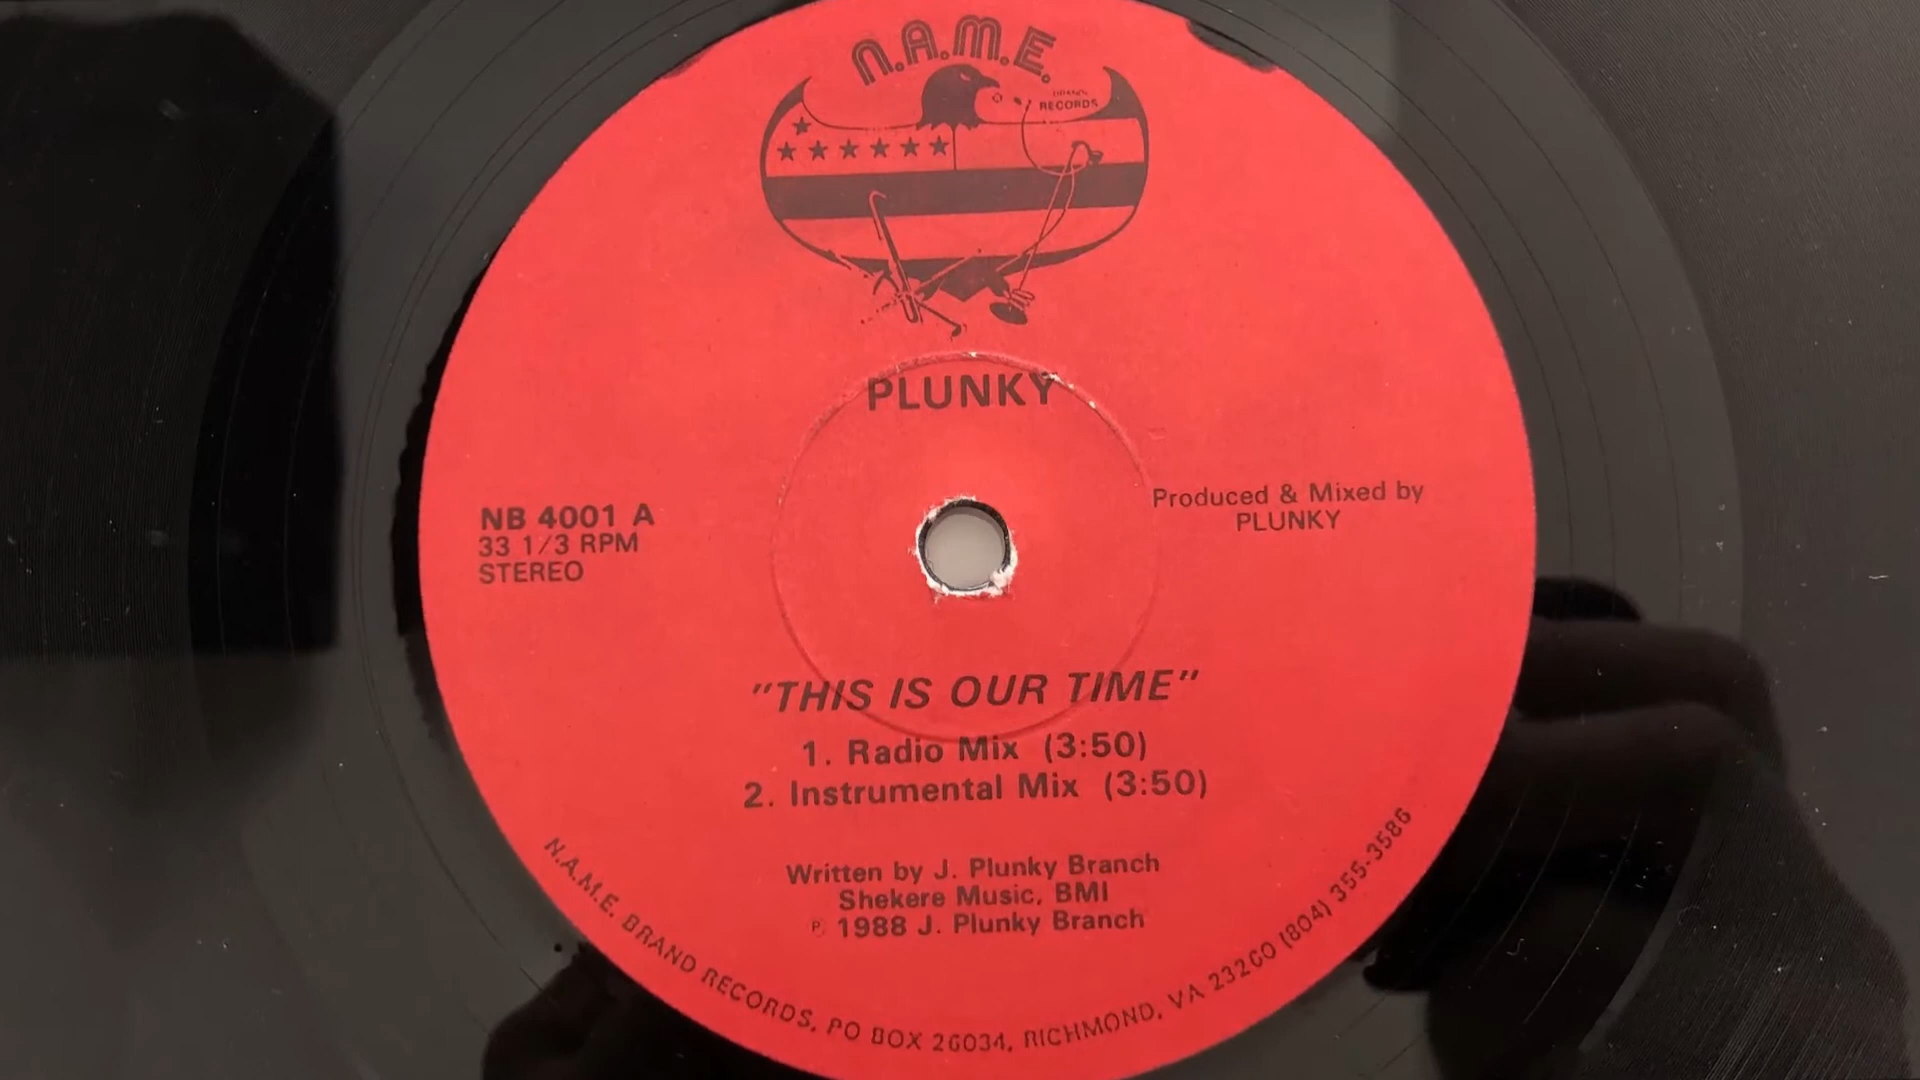 N.A.M.E.
BRAND
RECORDS
PLUNKY
NB 4001 A
33 1/3 RPM
STEREO
Produced & Mixed by
PLUNKY
"THIS IS OUR TIME"
1. Radio Mix (3:50)
2. Instrumental Mix (3:50)
Written by J. Plunky Branch
Shekere Music, BMI
℗ 1988 J. Plunky Branch
N.A.M.E. BRAND RECORDS, PO BOX 26034, RICHMOND, VA 23260 (804) 355-3586